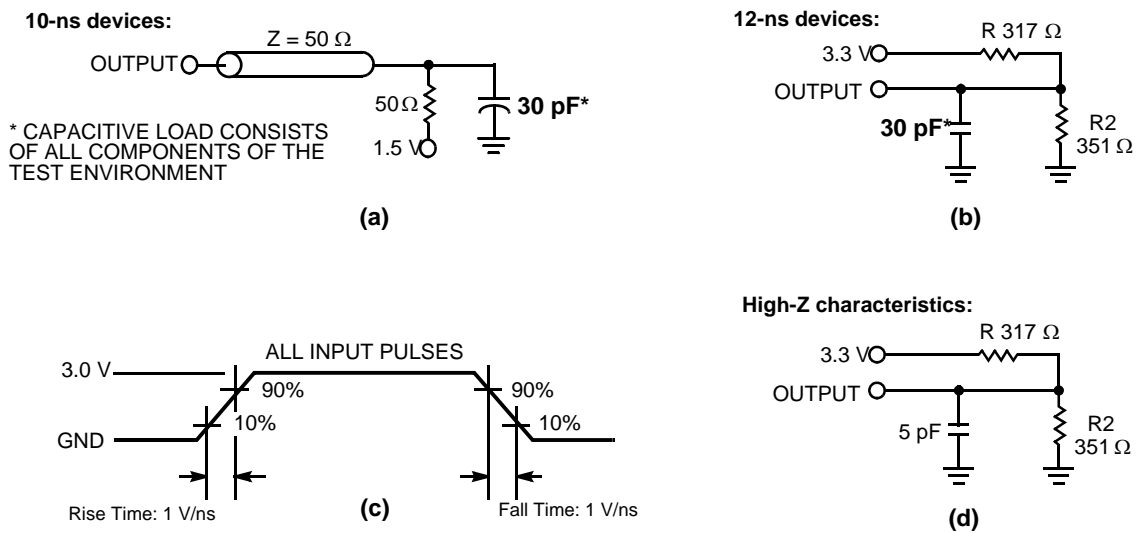 10-ns devices:
Z = 50 Ω
OUTPUT
50Ω
30 pF*
1.5 V
* CAPACITIVE LOAD CONSISTS
OF ALL COMPONENTS OF THE
TEST ENVIRONMENT
(a)
12-ns devices:
R 317 Ω
3.3 V
OUTPUT
30 pF*
R2
351 Ω
(b)
ALL INPUT PULSES
3.0 V
90%
90%
10%
10%
GND
Rise Time: 1 V/ns
(c)
Fall Time: 1 V/ns
High-Z characteristics:
R 317 Ω
3.3 V
OUTPUT
5 pF
R2
351 Ω
(d)